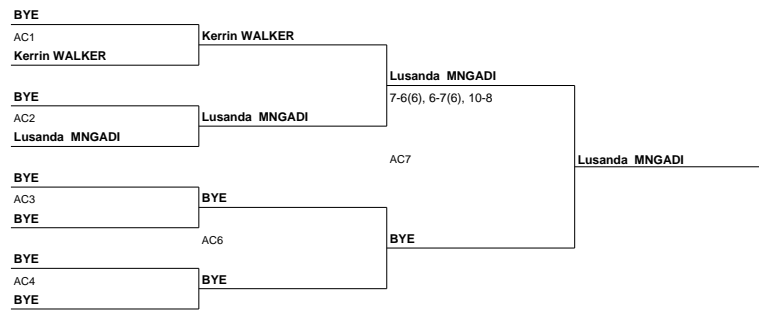 BYE
AC1
Kerrin WALKER
Kerrin WALKER
BYE
AC2
Lusanda MNGADI
Lusanda MNGADI
Lusanda MNGADI
7-6(6), 6-7(6), 10-8
AC7
Lusanda MNGADI
BYE
AC3
BYE
BYE
AC6
BYE
BYE
AC4
BYE
BYE